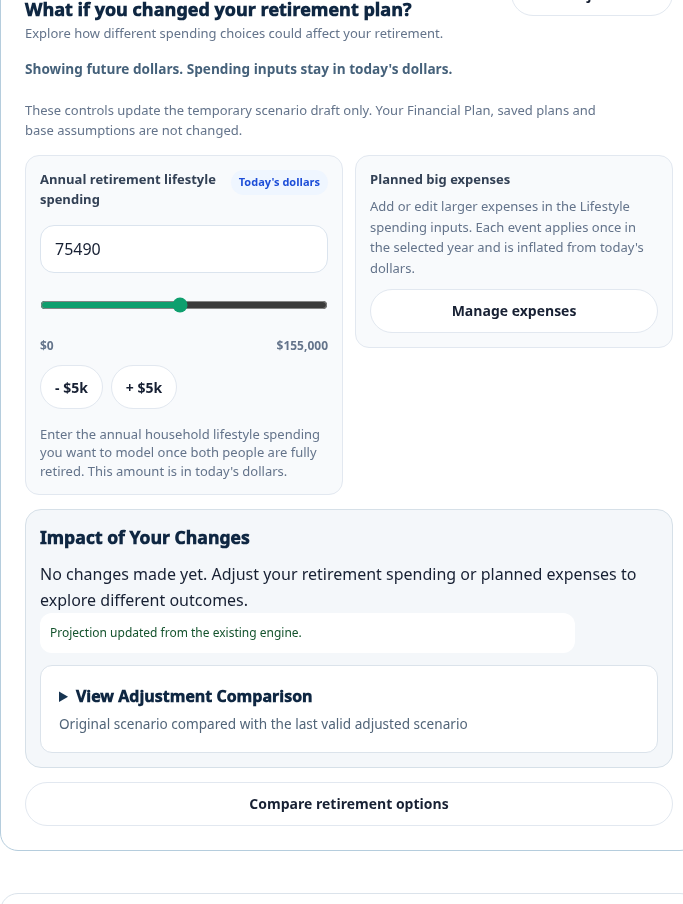 What if you changed your retirement plan?
Explore how different spending choices could affect your retirement.
Showing future dollars. Spending inputs stay in today's dollars.
These controls update the temporary scenario draft only. Your Financial Plan, saved plans and
base assumptions are not changed.
Annual retirement lifestyle
spending
Today's dollars
75490
$0
$155,000
- $5k
+ $5k
Enter the annual household lifestyle spending
you want to model once both people are fully
retired. This amount is in today's dollars.
Planned big expenses
Add or edit larger expenses in the Lifestyle
spending inputs. Each event applies once in
the selected year and is inflated from today's
dollars.
Manage expenses
Impact of Your Changes
No changes made yet. Adjust your retirement spending or planned expenses to
explore different outcomes.
Projection updated from the existing engine.
View Adjustment Comparison
Original scenario compared with the last valid adjusted scenario
Compare retirement options